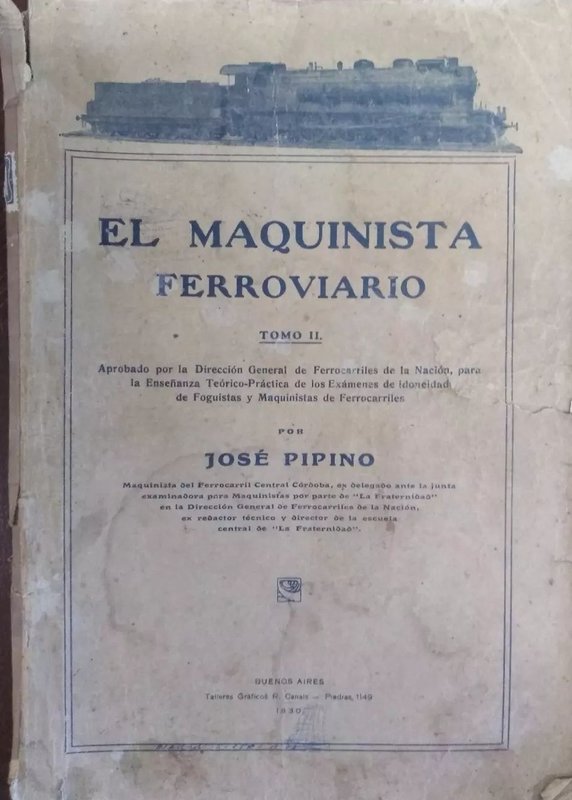 EL MAQUINISTA
FERROVIARIO
TOMO II.
Aprobado por la Dirección General de Ferrocarriles de la Nación, para
la Enseñanza Teórico-Práctica de los Exámenes de idoneidad
de Foguistas y Maquinistas de Ferrocarriles
POR
JOSÉ PIPINO
Maquinista del Ferrocarril Central Córdoba, ex delegado ante la junta
examinadora para Maquinistas por parte de "La Fraternidad"
en la Dirección General de Ferrocarriles de la Nación,
ex redactor técnico y director de la escuela
central de "La Fraternidad".
BUENOS AIRES
Talleres Gráficos R. Canals — Piedras, 1149
1930